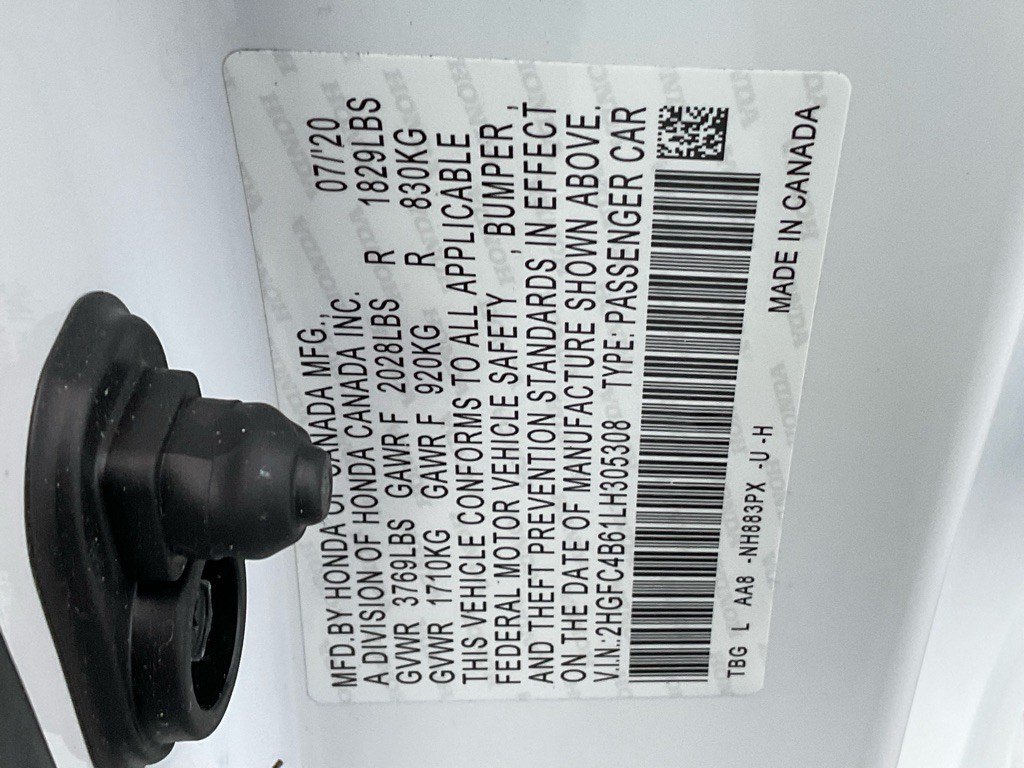 MFD.BY HONDA OF CANADA MFG., 07/'20
A DIVISION OF HONDA CANADA INC.
GVWR 3769LBS GAWR F 2028LBS R 1829LBS
GVWR 1710KG GAWR F 920KG R 830KG
THIS VEHICLE CONFORMS TO ALL APPLICABLE
FEDERAL MOTOR VEHICLE SAFETY , BUMPER ,
AND THEFT PREVENTION STANDARDS IN EFFECT
ON THE DATE OF MANUFACTURE SHOWN ABOVE.
V.I.N.:2HGFC4B61LH305308 TYPE: PASSENGER CAR
TBG L AA8 -NH883PX -U -H MADE IN CANADA